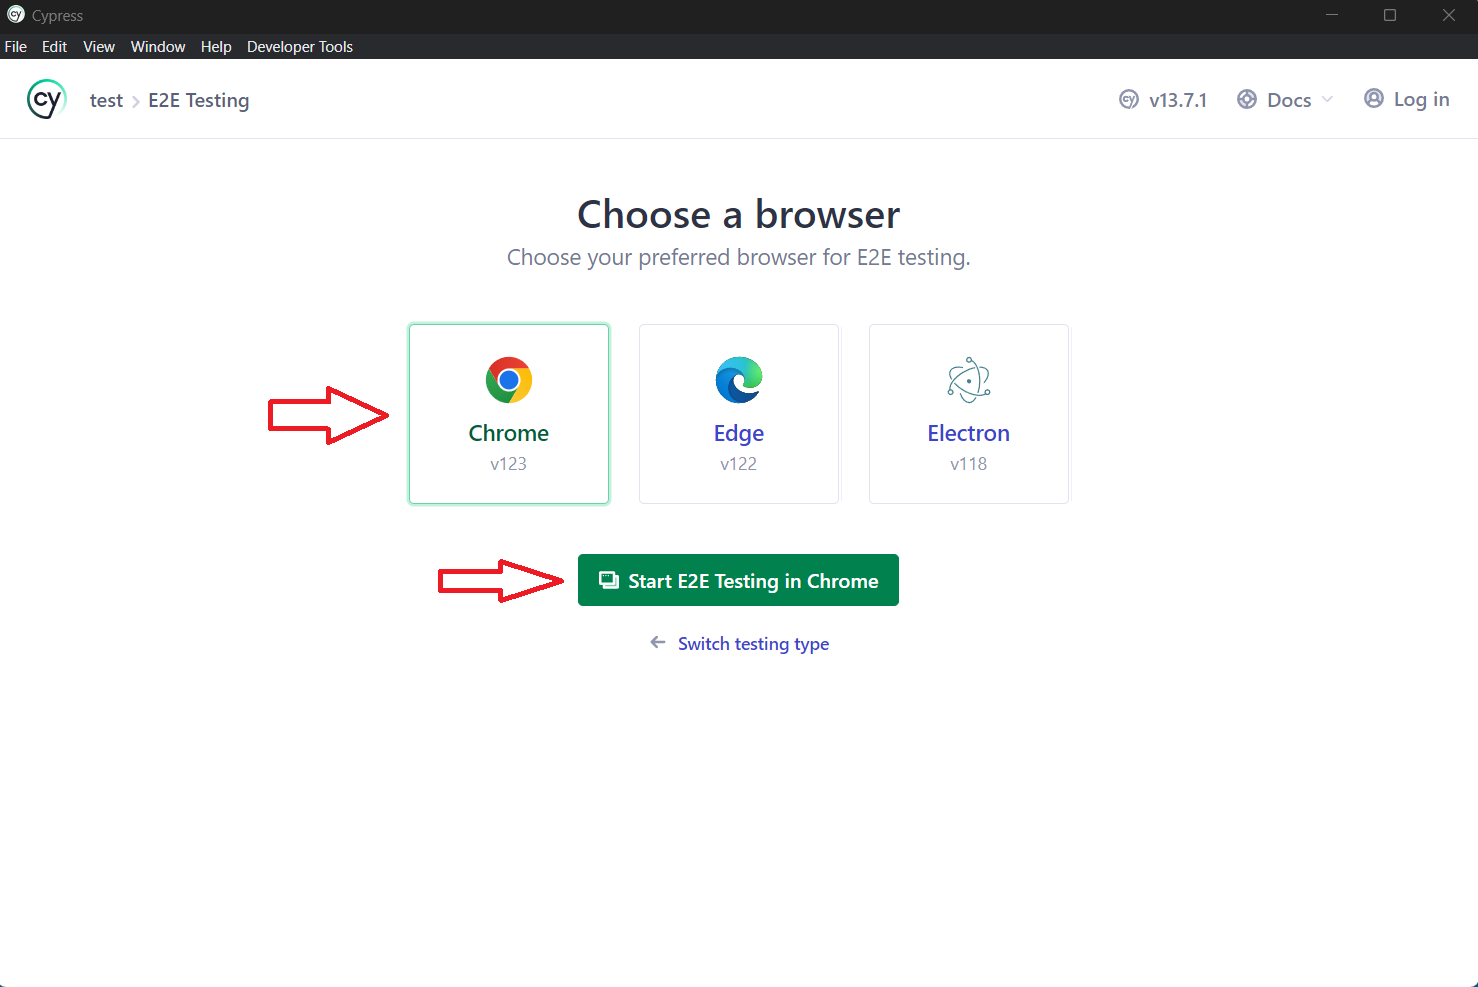 Cypress
File Edit View Window Help Developer Tools
cy test > E2E Testing v13.7.1 Docs Log in
Choose a browser
Choose your preferred browser for E2E testing.
Chrome Edge Electron
v123 v122 v118
Start E2E Testing in Chrome
← Switch testing type